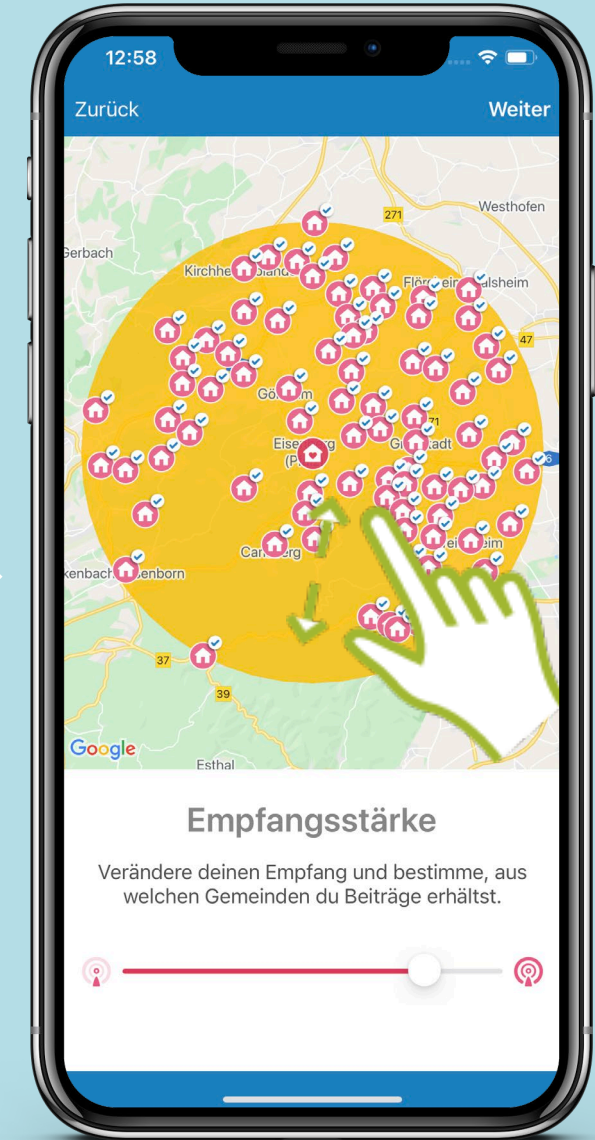 12:58
Zurück
Weiter
Westhofen
271
Gerbach
47
6
Esthal
37
39
Google
Empfangsstärke
Verändere deinen Empfang und bestimme, aus
welchen Gemeinden du Beiträge erhältst.